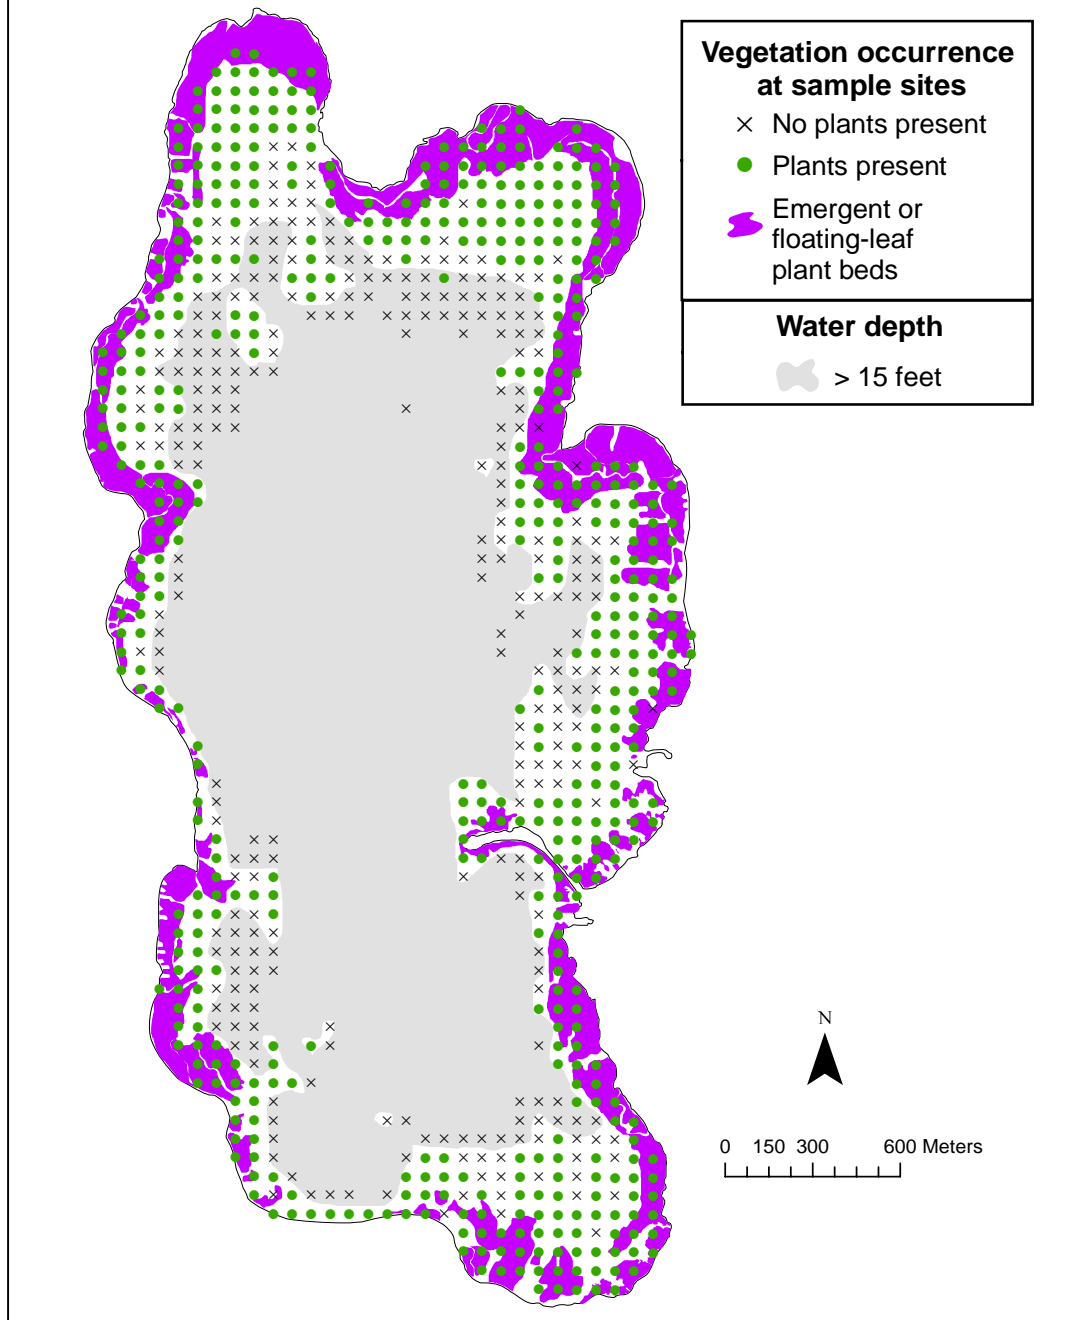 Vegetation occurrence
at sample sites
No plants present
Plants present
Emergent or
floating-leaf
plant beds
Water depth
> 15 feet
N
0 150 300 600 Meters